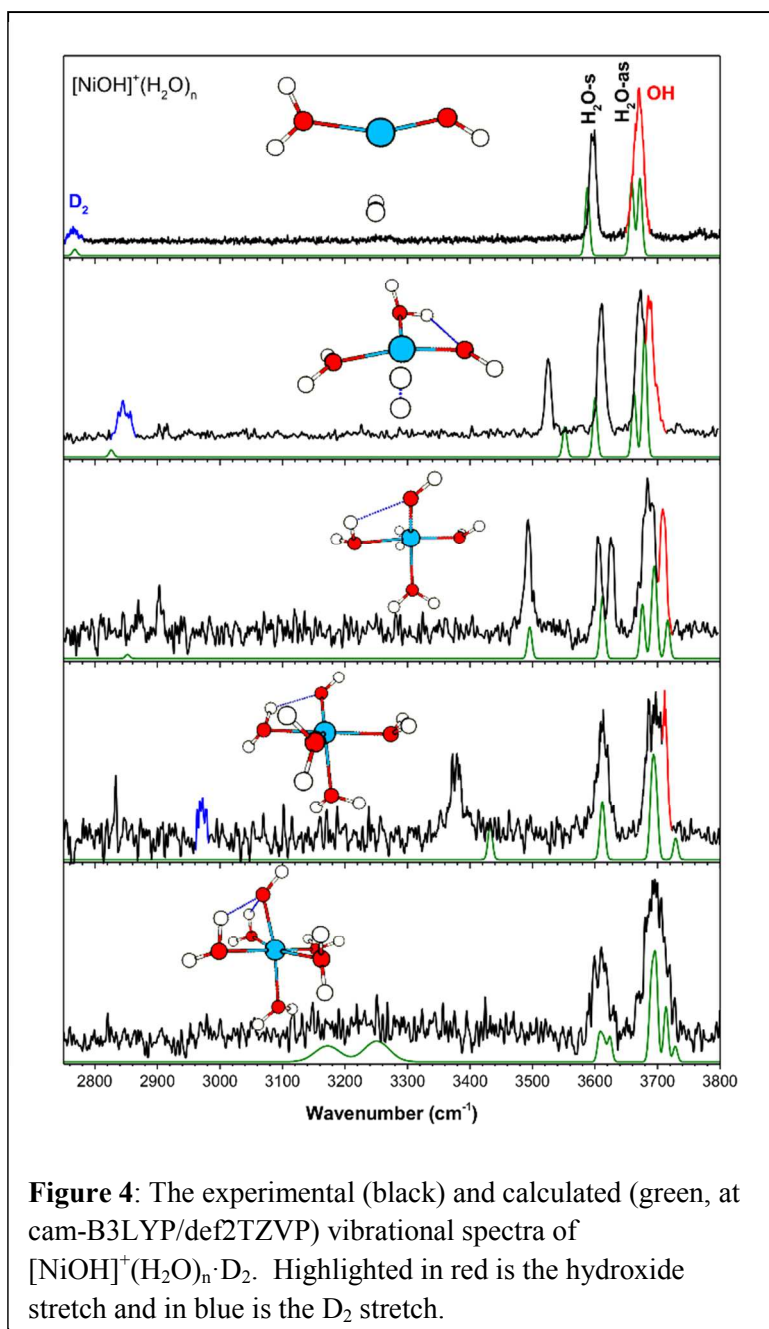 [NiOH]⁺(H₂O)ₙ
H₂O-s
H₂O-as
OH
D₂
2800 2900 3000 3100 3200 3300 3400 3500 3600 3700 3800
Wavenumber (cm⁻¹)
Figure 4: The experimental (black) and calculated (green, at
cam-B3LYP/def2TZVP) vibrational spectra of
[NiOH]⁺(H₂O)ₙ·D₂.  Highlighted in red is the hydroxide
stretch and in blue is the D₂ stretch.